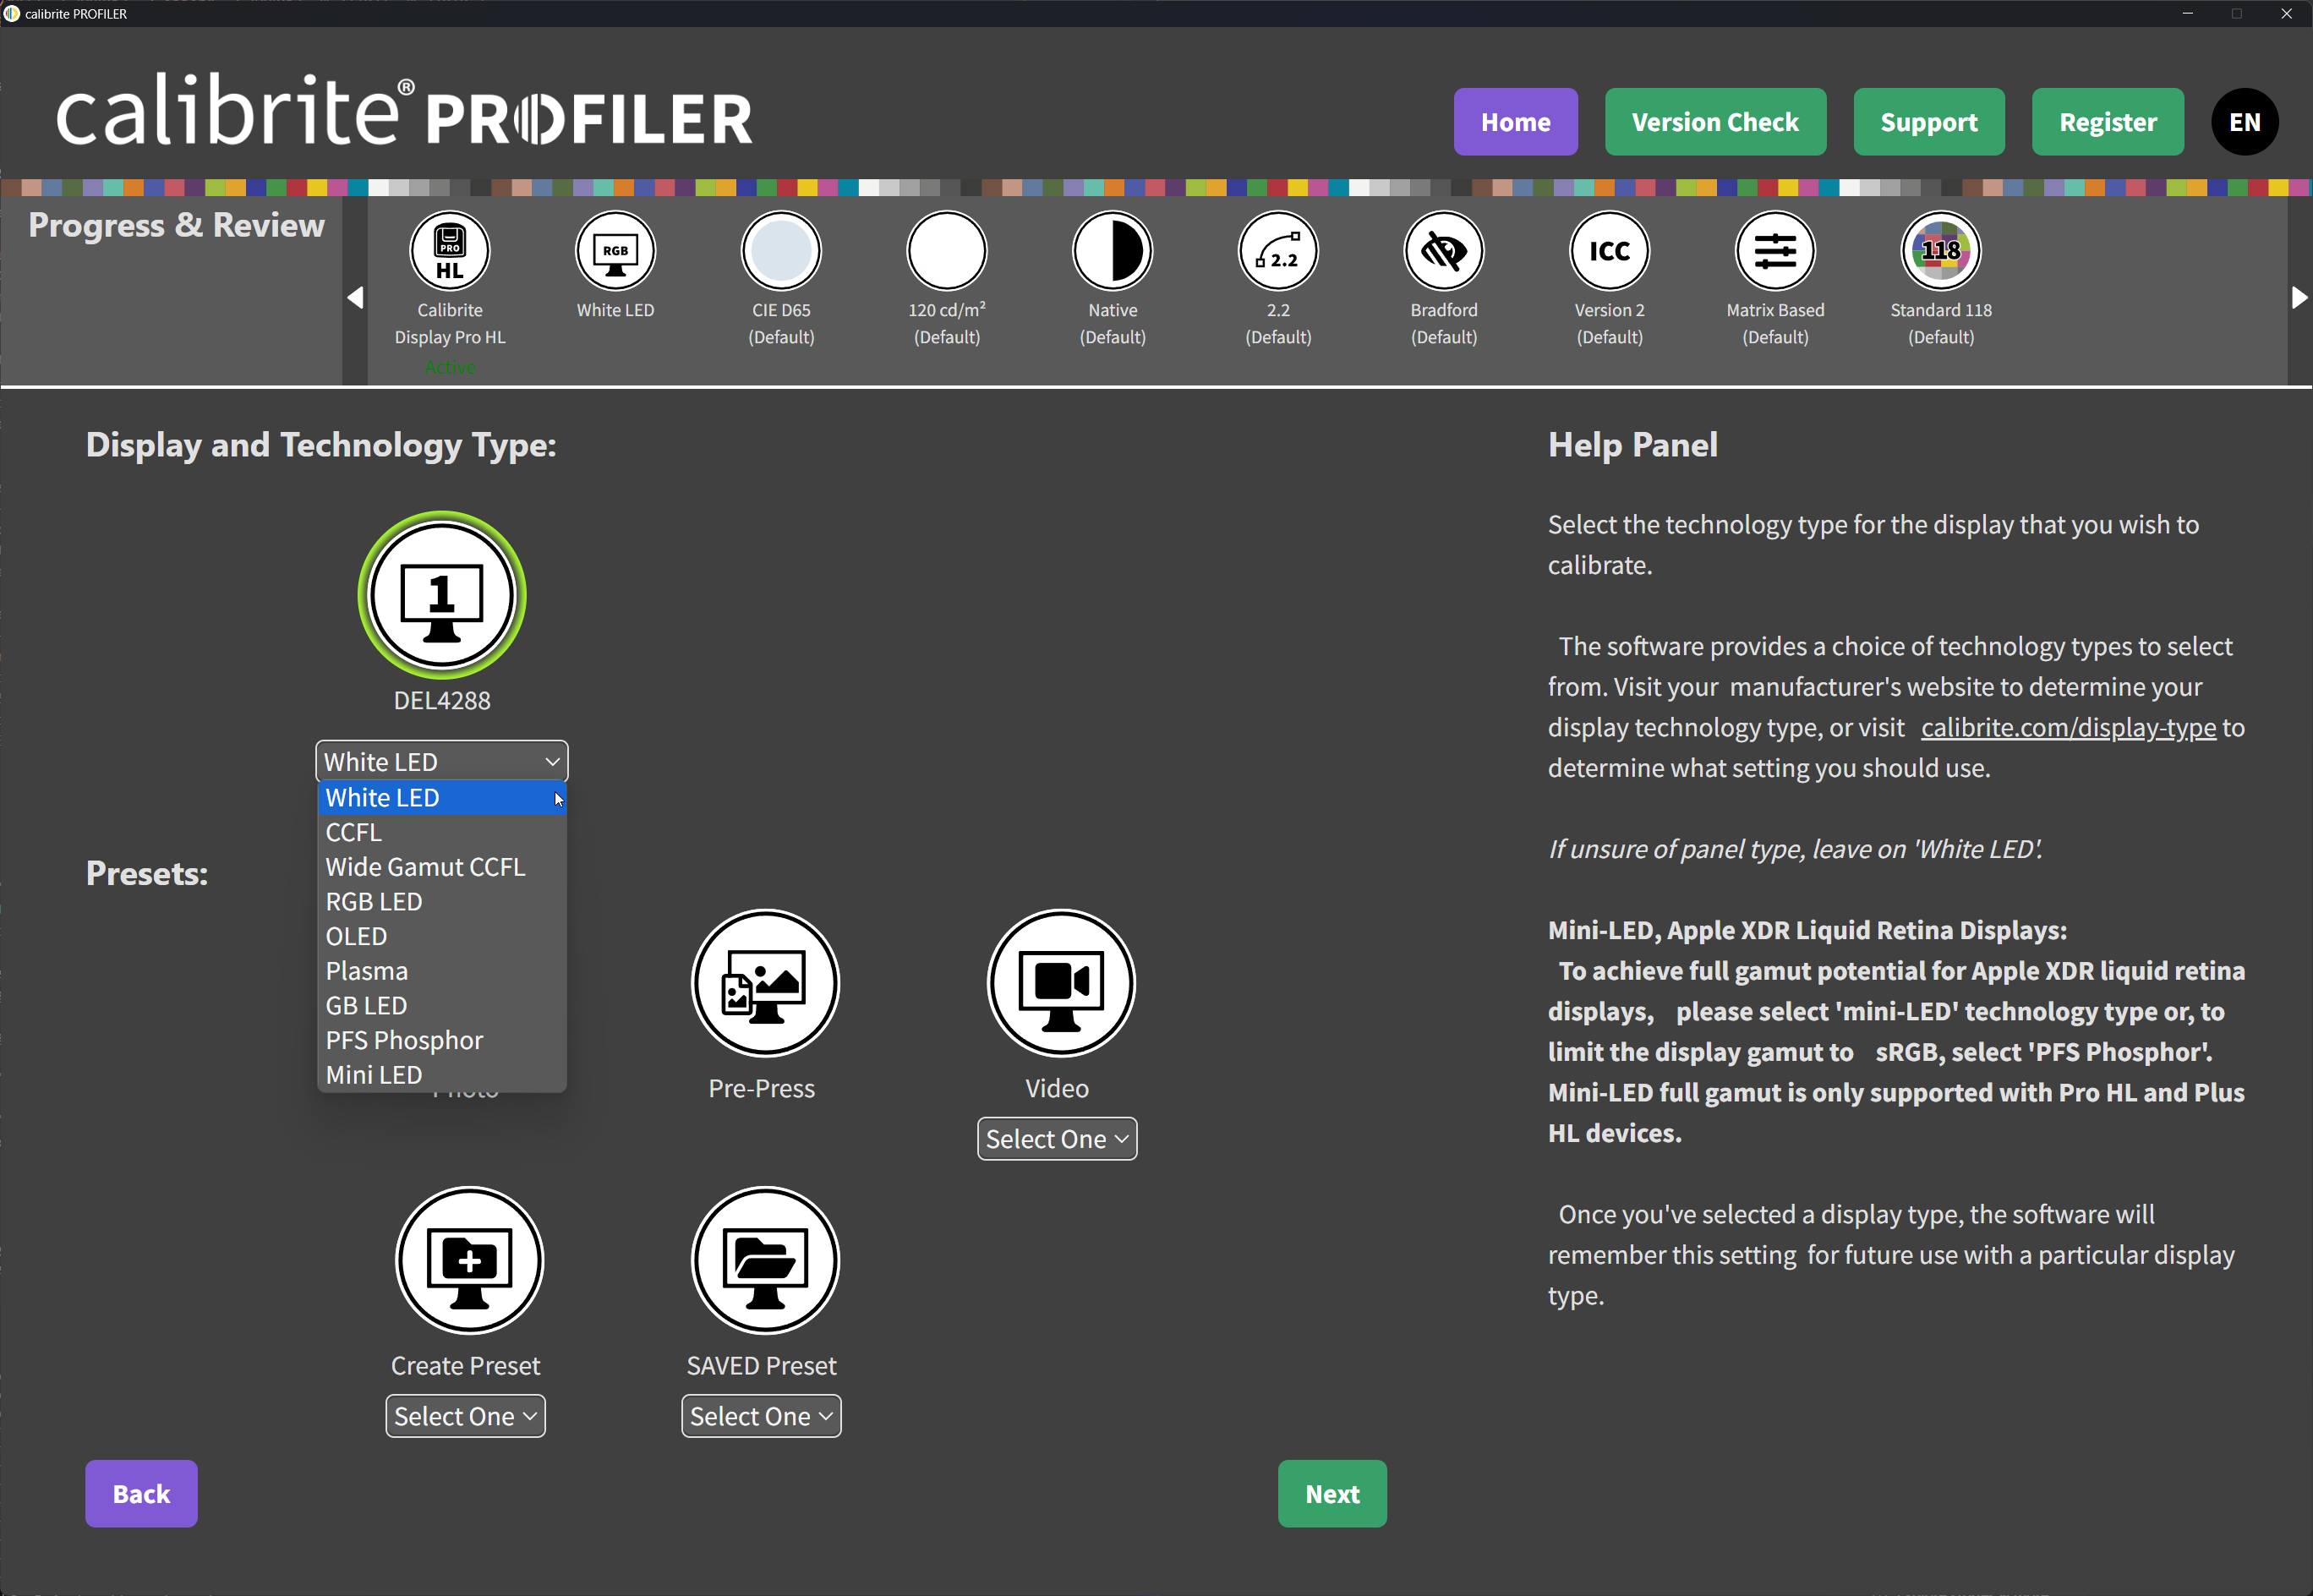 calibrite PROFILER
calibrite® PROFILER
Home
Version Check
Support
Register
EN
Progress & Review
PRO
HL
Calibrite
Display Pro HL
Active
RGB
White LED
CIE D65
(Default)
120 cd/m²
(Default)
Native
(Default)
2.2
2.2
(Default)
Bradford
(Default)
ICC
Version 2
(Default)
Matrix Based
(Default)
118
Standard 118
(Default)
Display and Technology Type:
1
DEL4288
White LED
White LED
CCFL
Wide Gamut CCFL
RGB LED
OLED
Plasma
GB LED
PFS Phosphor
Mini LED
Presets:
Photo
Pre-Press
Video
Select One
Create Preset
Select One
SAVED Preset
Select One
Back
Next
Help Panel
Select the technology type for the display that you wish to
calibrate.
The software provides a choice of technology types to select
from. Visit your manufacturer's website to determine your
display technology type, or visit calibrite.com/display-type to
determine what setting you should use.
If unsure of panel type, leave on 'White LED'.
Mini-LED, Apple XDR Liquid Retina Displays:
To achieve full gamut potential for Apple XDR liquid retina
displays, please select 'mini-LED' technology type or, to
limit the display gamut to sRGB, select 'PFS Phosphor'.
Mini-LED full gamut is only supported with Pro HL and Plus
HL devices.
Once you've selected a display type, the software will
remember this setting for future use with a particular display
type.